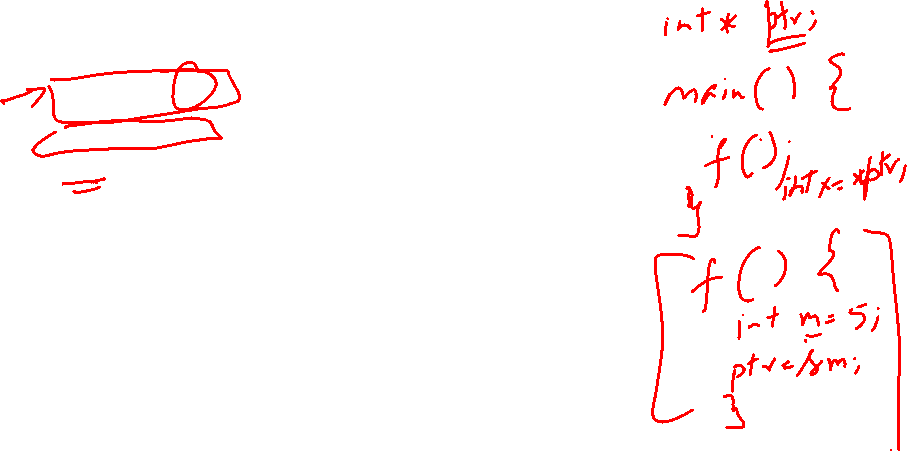 int* ptr;
main() {
f(); int x = *ptr;
}
f() {
int m = 5;
ptr = &m;
}